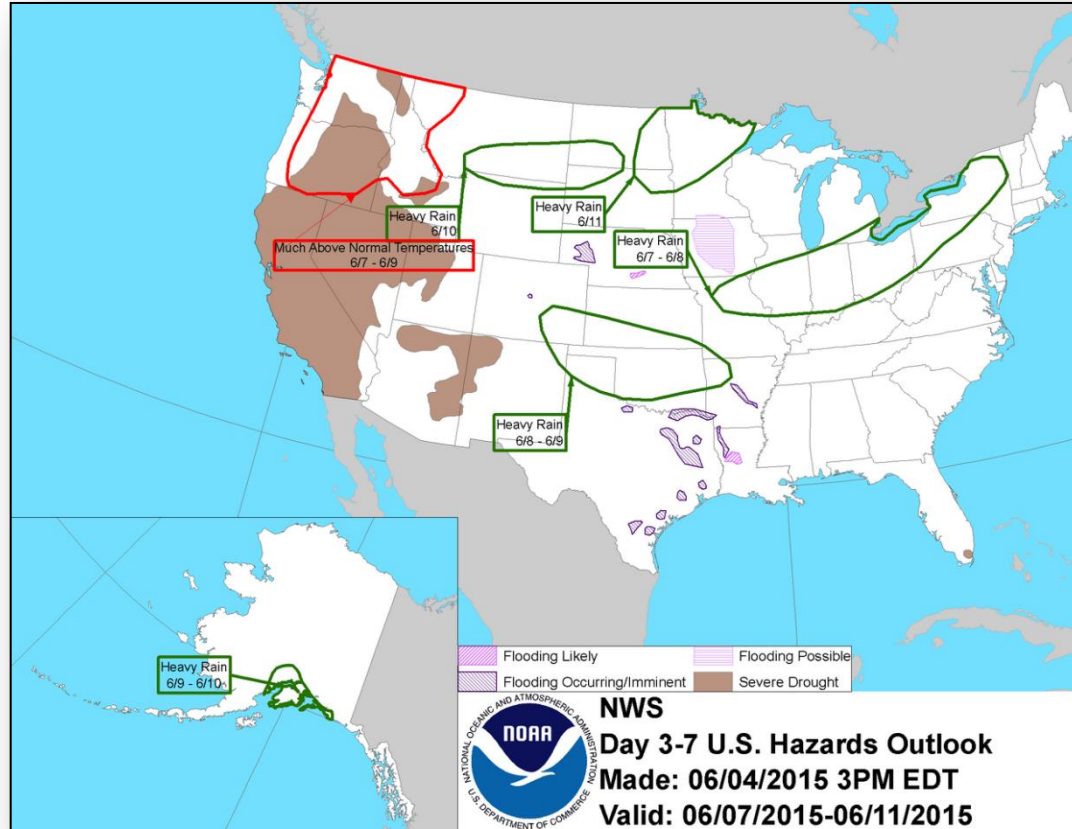 Heavy Rain
6/10
Heavy Rain
6/11
Much Above Normal Temperatures
6/7 - 6/9
Heavy Rain
6/7 - 6/8
Heavy Rain
6/8 - 6/9
Heavy Rain
6/9 - 6/10
Flooding Likely
Flooding Possible
Flooding Occurring/Imminent
Severe Drought
NATIONAL OCEANIC AND ATMOSPHERIC ADMINISTRATION
NOAA
U.S. DEPARTMENT OF COMMERCE
NWS
Day 3-7 U.S. Hazards Outlook
Made: 06/04/2015 3PM EDT
Valid: 06/07/2015-06/11/2015